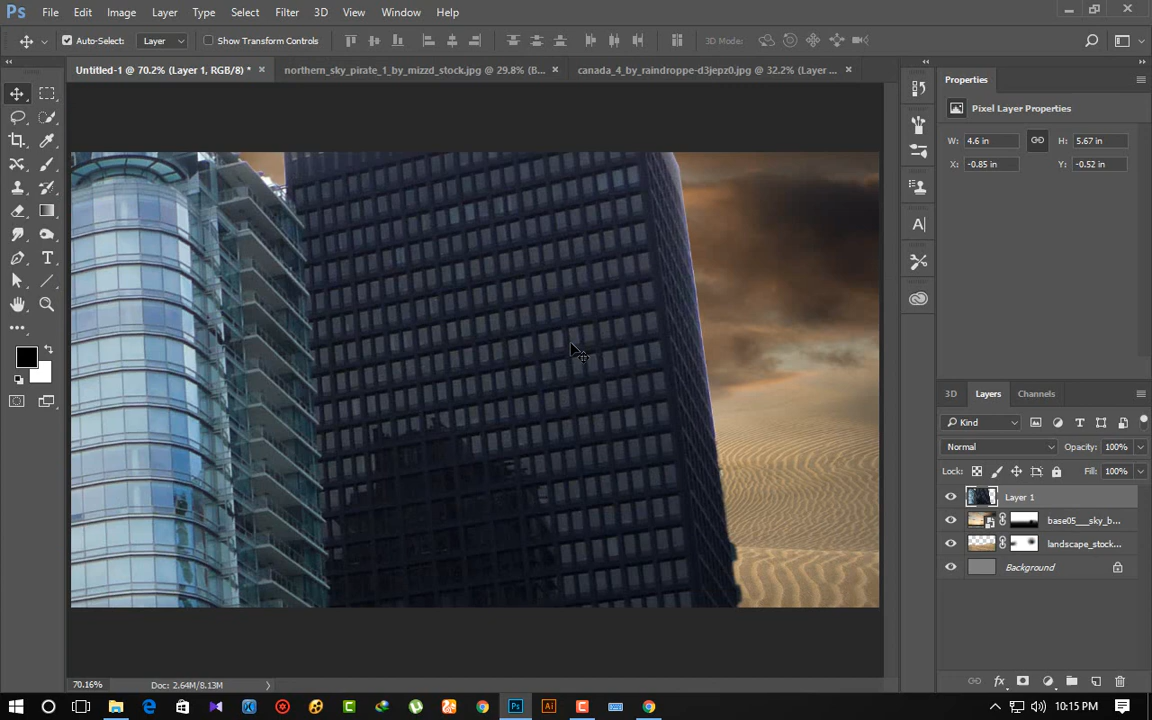 Ps File Edit Image Layer Type Select Filter 3D View Window Help
Auto-Select: Layer Show Transform Controls 3D Mode:
Untitled-1 @ 70.2% (Layer 1, RGB/8) * northern_sky_pirate_1_by_mizzd_stock.jpg @ 29.8% (B... canada_4_by_raindroppe-d3jepz0.jpg @ 32.2% (Layer ...
Properties
Pixel Layer Properties
W: 4.6 in H: 5.67 in
X: -0.85 in Y: -0.52 in
3D Layers Channels
Kind
Normal Opacity: 100%
Lock: Fill: 100%
Layer 1
base05___sky_b...
landscape_stock...
Background
70.16% Doc: 2.64M/8.13M
10:15 PM